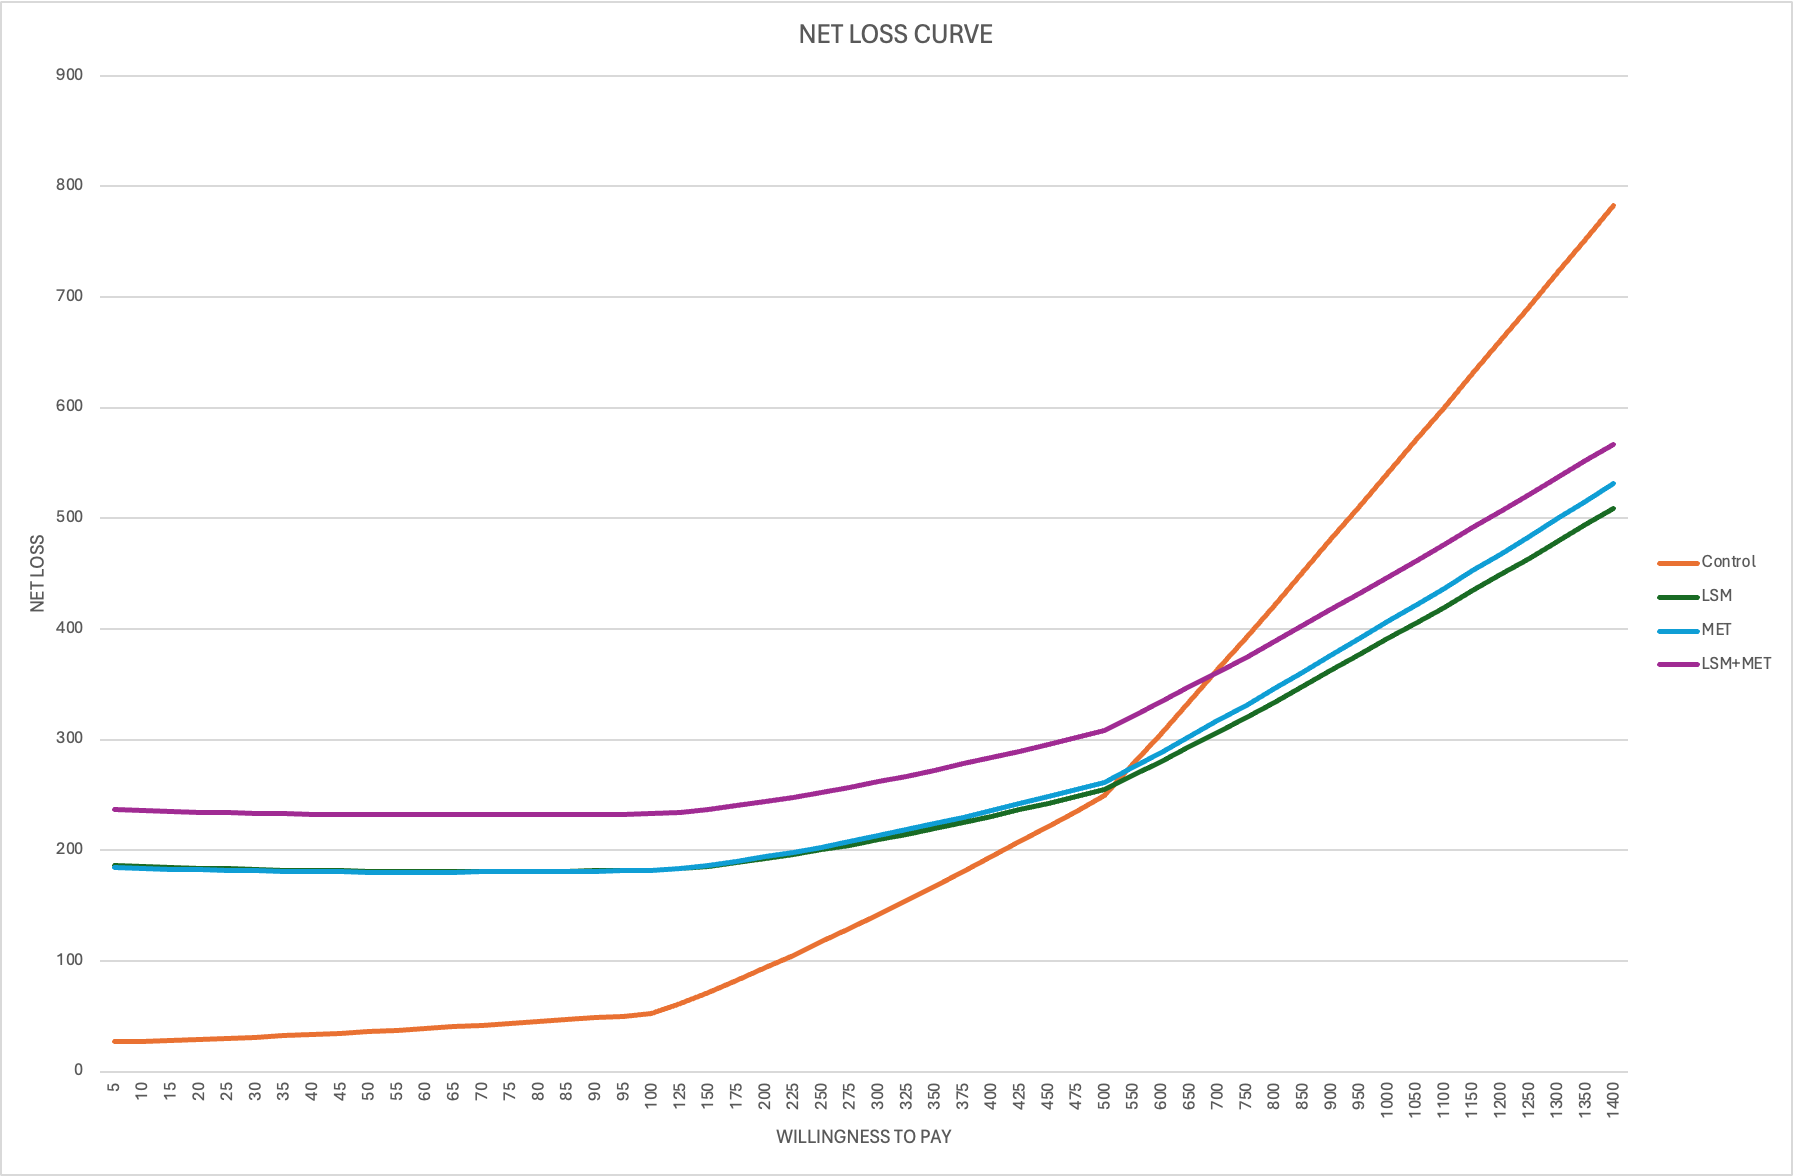 NET LOSS CURVE
900
800
700
600
500
400
300
200
100
0
NET LOSS
5 10 15 20 25 30 35 40 45 50 55 60 65 70 75 80 85 90 95 100 125 150 175 200 225 250 275 300 325 350 375 400 425 450 475 500 550 600 650 700 750 800 850 900 950 1000 1050 1100 1150 1200 1250 1300 1350 1400
WILLINGNESS TO PAY
Control
LSM
MET
LSM+MET